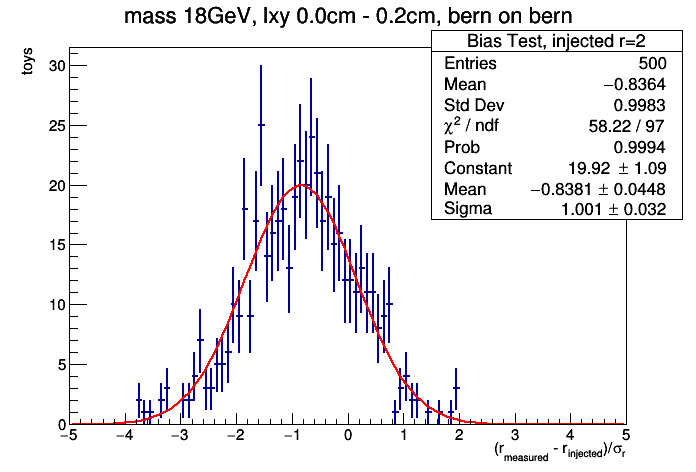 mass 18GeV, lxy 0.0cm - 0.2cm, bern on bern
Bias Test, injected r=2
Entries 500
Mean −0.8364
Std Dev 0.9983
χ² / ndf 58.22 / 97
Prob 0.9994
Constant 19.92 ± 1.09
Mean −0.8381 ± 0.0448
Sigma 1.001 ± 0.032
toys
30
25
20
15
10
5
0
−5 −4 −3 −2 −1 0 1 2 3 4 5
(r_measured - r_injected)/σ_r